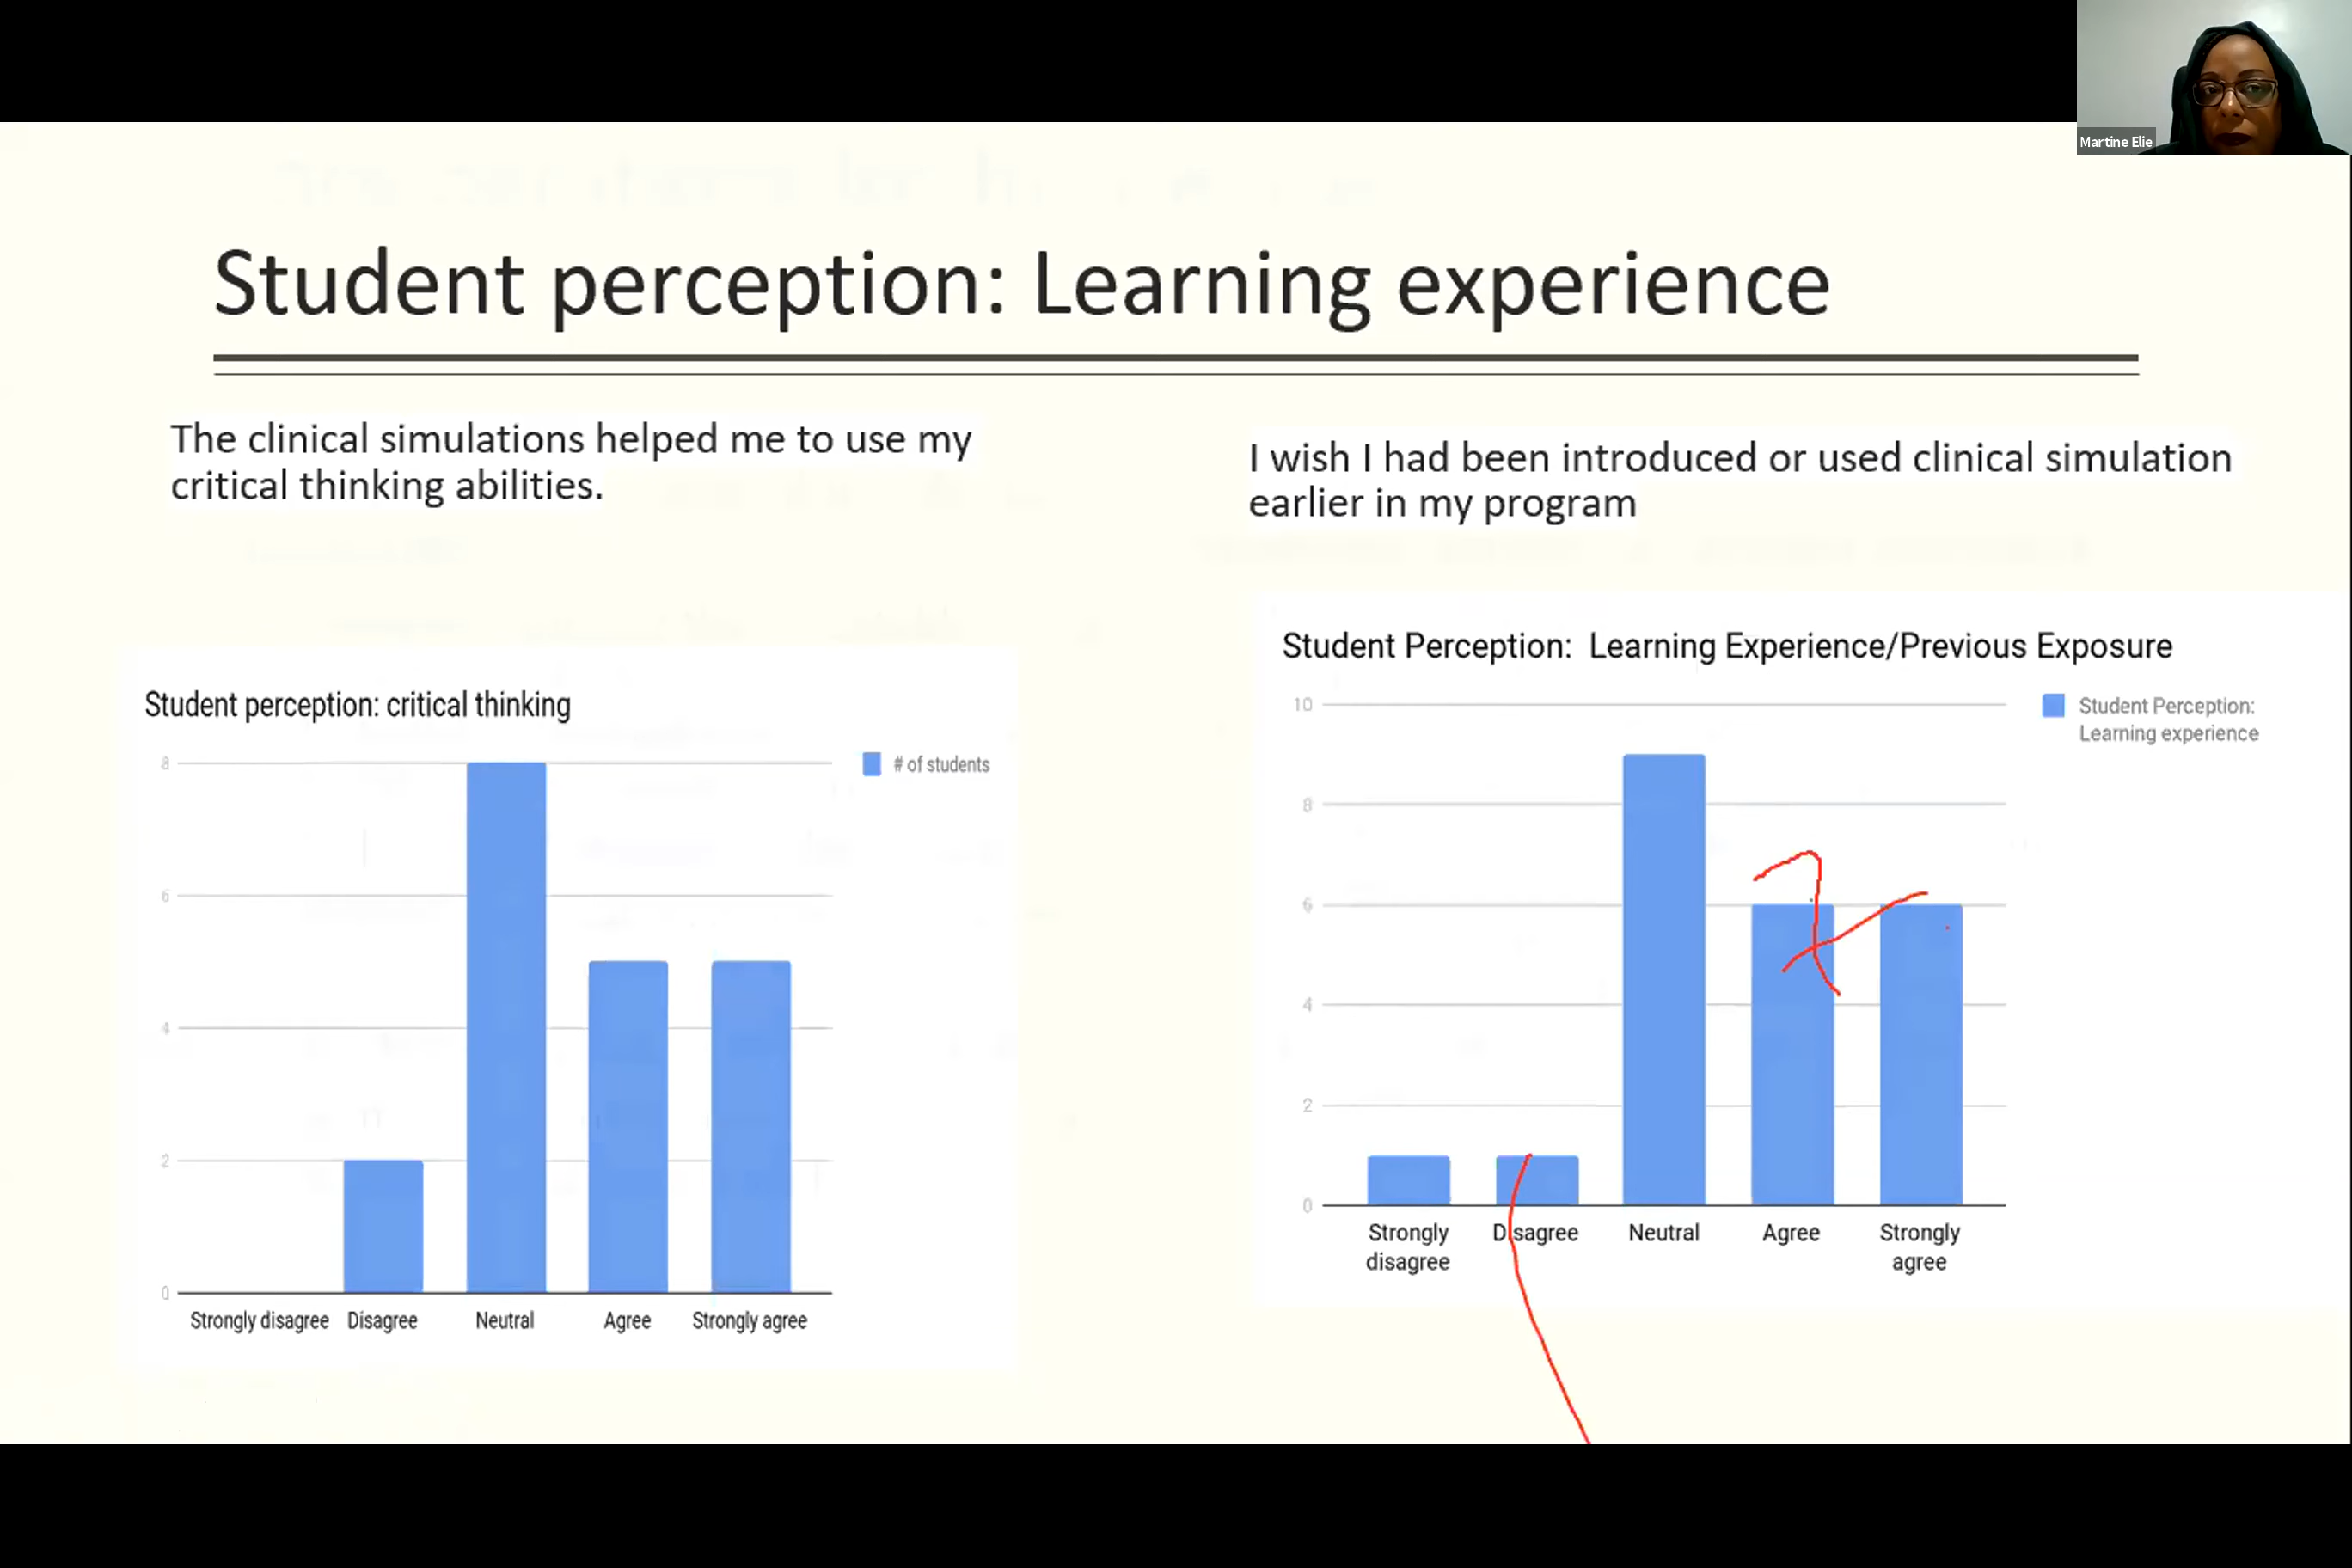 Martine Elie
Student perception: Learning experience
The clinical simulations helped me to use my
critical thinking abilities.
I wish I had been introduced or used clinical simulation
earlier in my program
Student perception: critical thinking
8
6
4
2
0
# of students
Strongly disagree Disagree Neutral Agree Strongly agree
Student Perception: Learning Experience/Previous Exposure
10
8
6
4
2
0
Student Perception:
Learning experience
Strongly Disagree Neutral Agree Strongly
disagree agree